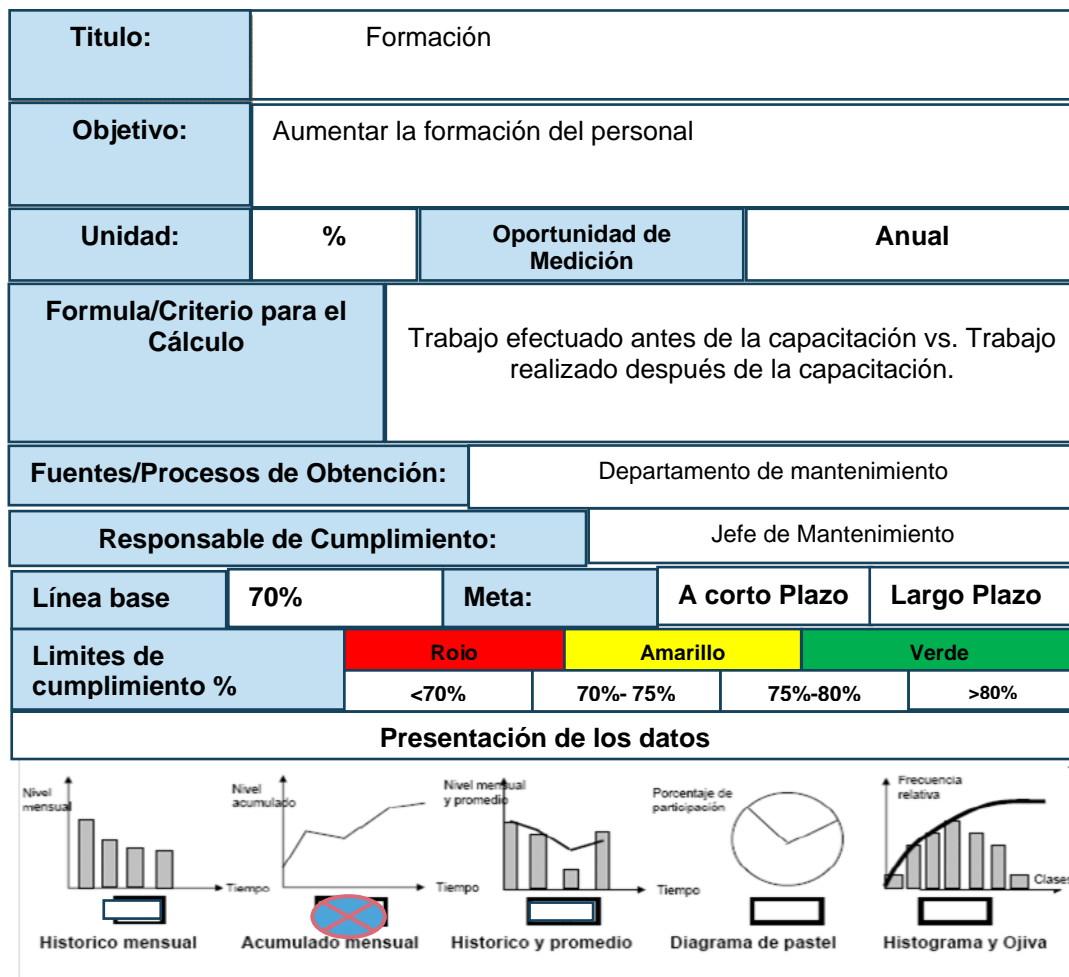 Titulo: Formación
Objetivo: Aumentar la formación del personal
Unidad: % Oportunidad de Medición Anual
Formula/Criterio para el
Cálculo
Trabajo efectuado antes de la capacitación vs. Trabajo
realizado después de la capacitación.
Fuentes/Procesos de Obtención: Departamento de mantenimiento
Responsable de Cumplimiento: Jefe de Mantenimiento
Línea base 70% Meta: A corto Plazo Largo Plazo
Limites de
cumplimiento %
Rojo Amarillo Verde
<70% 70%- 75% 75%-80% >80%
Presentación de los datos
Nivel
mensual
Tiempo
Historico mensual
Nivel
acumulado
Tiempo
Acumulado mensual
Nivel mensual
y promedio
Tiempo
Historico y promedio
Porcentaje de
participación
Diagrama de pastel
Frecuencia
relativa
Clases
Histograma y Ojiva